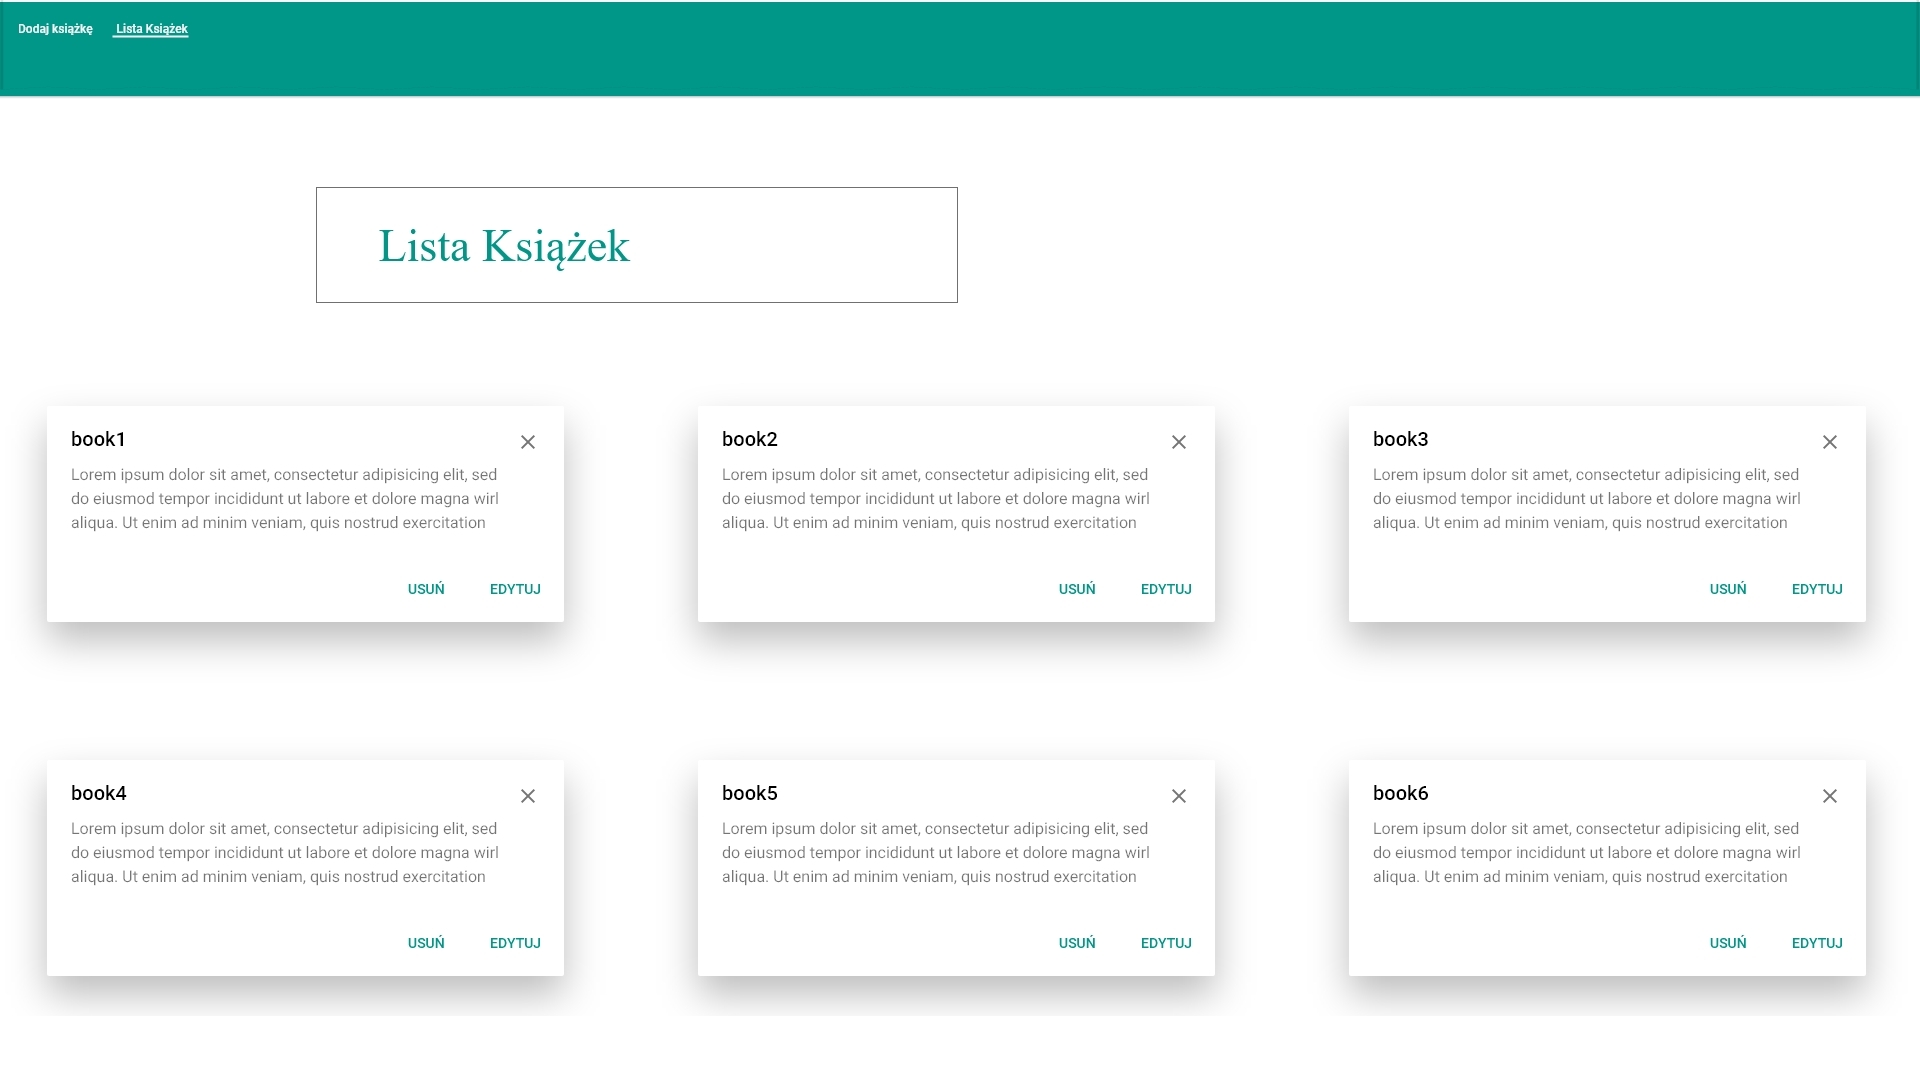 Dodaj książkę Lista Książek
Lista Książek
book1
Lorem ipsum dolor sit amet, consectetur adipisicing elit, sed
do eiusmod tempor incididunt ut labore et dolore magna wirl
aliqua. Ut enim ad minim veniam, quis nostrud exercitation
USUŃ EDYTUJ
book2
Lorem ipsum dolor sit amet, consectetur adipisicing elit, sed
do eiusmod tempor incididunt ut labore et dolore magna wirl
aliqua. Ut enim ad minim veniam, quis nostrud exercitation
USUŃ EDYTUJ
book3
Lorem ipsum dolor sit amet, consectetur adipisicing elit, sed
do eiusmod tempor incididunt ut labore et dolore magna wirl
aliqua. Ut enim ad minim veniam, quis nostrud exercitation
USUŃ EDYTUJ
book4
Lorem ipsum dolor sit amet, consectetur adipisicing elit, sed
do eiusmod tempor incididunt ut labore et dolore magna wirl
aliqua. Ut enim ad minim veniam, quis nostrud exercitation
USUŃ EDYTUJ
book5
Lorem ipsum dolor sit amet, consectetur adipisicing elit, sed
do eiusmod tempor incididunt ut labore et dolore magna wirl
aliqua. Ut enim ad minim veniam, quis nostrud exercitation
USUŃ EDYTUJ
book6
Lorem ipsum dolor sit amet, consectetur adipisicing elit, sed
do eiusmod tempor incididunt ut labore et dolore magna wirl
aliqua. Ut enim ad minim veniam, quis nostrud exercitation
USUŃ EDYTUJ